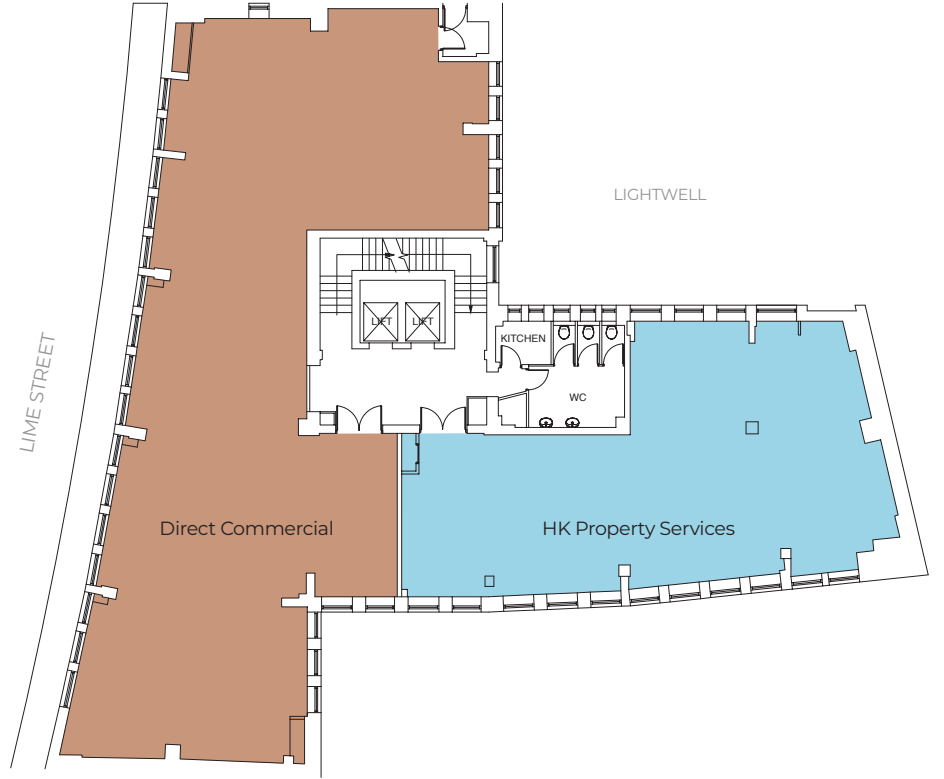 LIGHTWELL
LIFT
LIFT
KITCHEN
LIME STREET
WC
Direct Commercial
HK Property Services